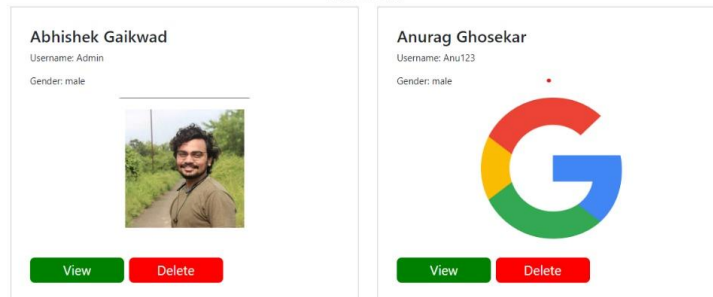 Abhishek Gaikwad
Username: Admin
Gender: male
View Delete
Anurag Ghosekar
Username: Anu123
Gender: male
G
View Delete